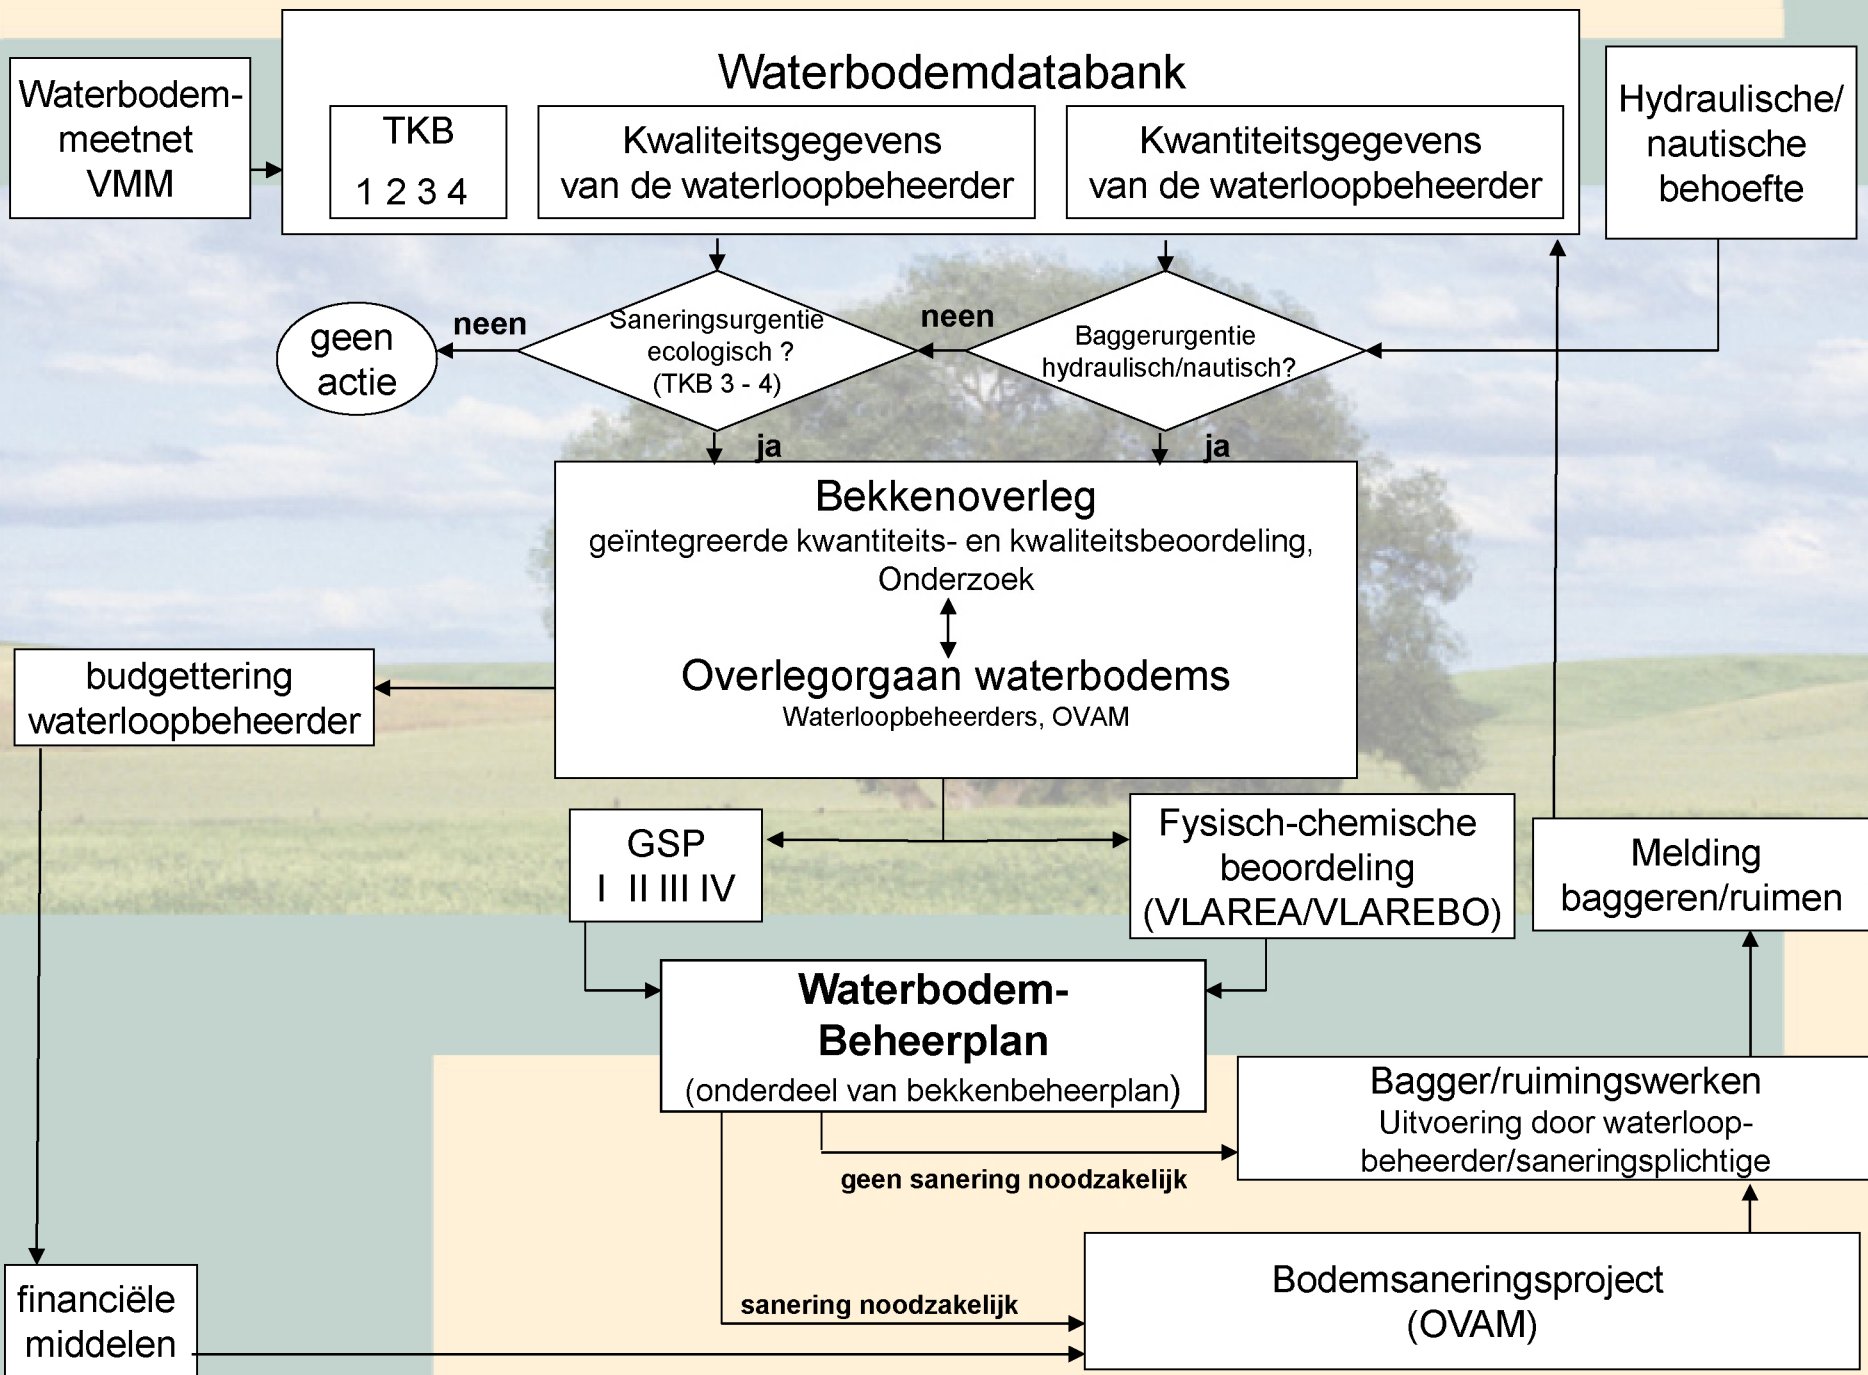 Waterbodemdatabank
Waterbodem-
meetnet
VMM
TKB
1 2 3 4
Kwaliteitsgegevens
van de waterloopbeheerder
Kwantiteitsgegevens
van de waterloopbeheerder
Hydraulische/
nautische
behoefte
geen
actie
neen
Saneringsurgentie
ecologisch ?
(TKB 3 - 4)
neen
Baggerurgentie
hydraulisch/nautisch?
ja
ja
Bekkenoverleg
geïntegreerde kwantiteits- en kwaliteitsbeoordeling,
Onderzoek
Overlegorgaan waterbodems
Waterloopbeheerders, OVAM
budgettering
waterloopbeheerder
GSP
I II III IV
Fysisch-chemische
beoordeling
(VLAREA/VLAREBO)
Melding
baggeren/ruimen
Waterbodem-
Beheerplan
(onderdeel van bekkenbeheerplan)
Bagger/ruimingswerken
Uitvoering door waterloop-
beheerder/saneringsplichtige
geen sanering noodzakelijk
financiële
middelen
sanering noodzakelijk
Bodemsaneringsproject
(OVAM)